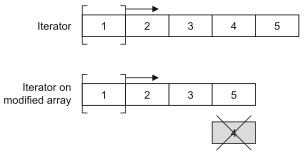 Iterator
1 2 3 4 5
Iterator on
modified array
1 2 3 5
4